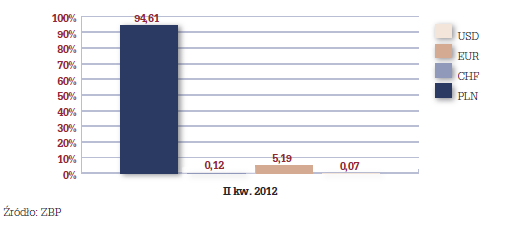 100%
90%
80%
70%
60%
50%
40%
30%
20%
10%
0%
94,61
0,12
5,19
0,07
II kw. 2012
USD
EUR
CHF
PLN
Źródło: ZBP